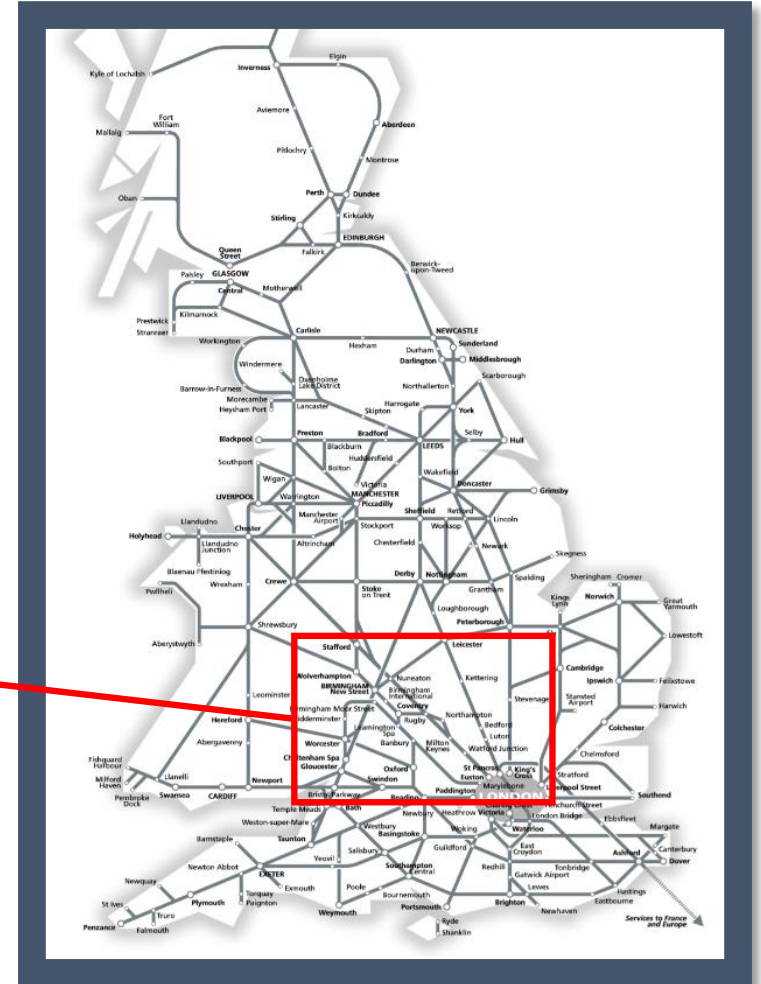 Elgin
Inverness
Kyle of Lochalsh
Aviemore
Fort
William
Aberdeen
Mallaig
Pitlochry
Montrose
Perth
Dundee
Oban
Stirling
Kirkcaldy
EDINBURGH
Queen
Street
Falkirk
Berwick-
upon-Tweed
Paisley
GLASGOW
Central
Motherwell
Prestwick
Kilmarnock
Stranraer
Carlisle
NEWCASTLE
Workington
Hexham
Sunderland
Durham
Darlington
Middlesbrough
Windermere
Scarborough
Oxenholme
Lake District
Barrow-in-Furness
Northallerton
Morecambe
Heysham Port
Lancaster
Harrogate
Skipton
York
Preston
Bradford
Selby
Blackpool
Blackburn
LEEDS
Hull
Southport
Huddersfield
Bolton
Wakefield
Wigan
Victoria
Doncaster
MANCHESTER
Piccadilly
Grimsby
LIVERPOOL
Warrington
Manchester
Airport
Sheffield
Retford
Llandudno
Stockport
Worksop
Lincoln
Holyhead
Llandudno
Junction
Chester
Altrincham
Chesterfield
Newark
Skegness
Blaenau Ffestiniog
Wrexham
Crewe
Stoke
on Trent
Derby
Nottingham
Grantham
Spalding
Sheringham
Cromer
Pwllheli
Kings
Lynn
Norwich
Great
Yarmouth
Loughborough
Shrewsbury
Peterborough
Aberystwyth
Stafford
Leicester
Lowestoft
Wolverhampton
Nuneaton
Kettering
Cambridge
BIRMINGHAM
New Street
Birmingham
International
Ipswich
Felixstowe
Leominster
Birmingham Moor Street
Coventry
Stevenage
Stansted
Airport
Harwich
Hereford
Kidderminster
Rugby
Northampton
Leamington
Spa
Bedford
Colchester
Abergavenny
Worcester
Banbury
Milton
Keynes
Luton
Watford Junction
Chelmsford
Fishguard
Harbour
Cheltenham Spa
Gloucester
Oxford
St Pancras
King's
Cross
Euston
Stratford
Milford
Haven
Llanelli
Newport
Swindon
Marylebone
Liverpool Street
Pembroke
Dock
Swansea
CARDIFF
Bristol Parkway
Reading
Paddington
LONDON
Southend
Temple Meads
Bath
Newbury
Heathrow
Victoria
Charing Cross
Fenchurch Street
London Bridge
Ebbsfleet
Weston-super-Mare
Westbury
Basingstoke
Woking
Waterloo
Margate
Barnstaple
Taunton
Salisbury
Guildford
East
Croydon
Canterbury
Newton Abbot
Yeovil
Southampton
Central
Redhill
Tonbridge
Ashford
Dover
EXETER
Gatwick Airport
Newquay
Exmouth
Poole
Lewes
Hastings
St Ives
Plymouth
Torquay
Paignton
Bournemouth
Eastbourne
Truro
Weymouth
Portsmouth
Brighton
Newhaven
Penzance
Falmouth
Ryde
Shanklin
Services to France
and Europe